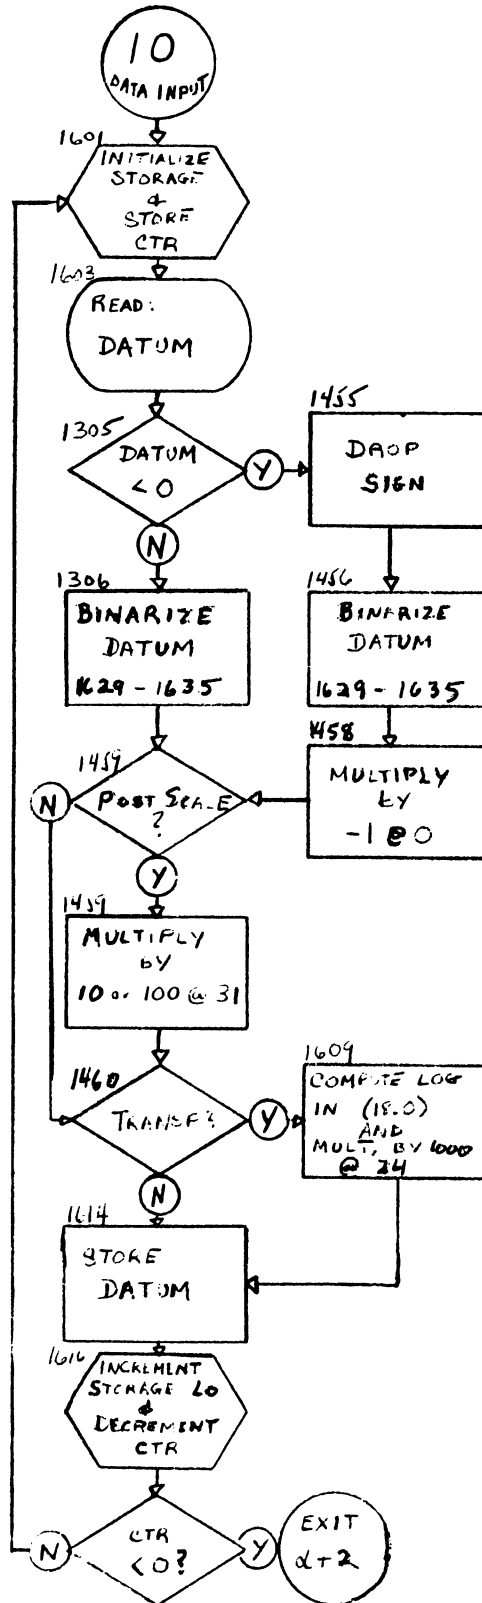 10
DATA INPUT
1601
INITIALIZE
STORAGE
&
STORE
CTR
1603
READ:
DATUM
1305
DATUM
< 0
Y
1455
DROP
SIGN
N
1306
BINARIZE
DATUM
1629 - 1635
1456
BINARIZE
DATUM
1629 - 1635
1458
MULTIPLY
BY
-1 @ 0
1459
POST SCALE
?
N
Y
1459
MULTIPLY
BY
10 or 100 @ 31
1460
TRANSF?
Y
1609
COMPUTE LOG
IN (18.0)
AND
MULT. BY 1000
@ 24
N
1614
STORE
DATUM
1616
INCREMENT
STORAGE LO
&
DECREMENT
CTR
CTR
< 0?
N
Y
EXIT
α + 2